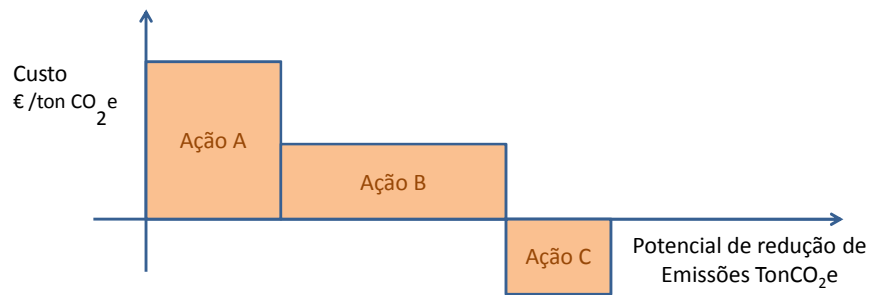 Custo
€ /ton CO2e
Ação A
Ação B
Ação C
Potencial de redução de
Emissões TonCO₂e